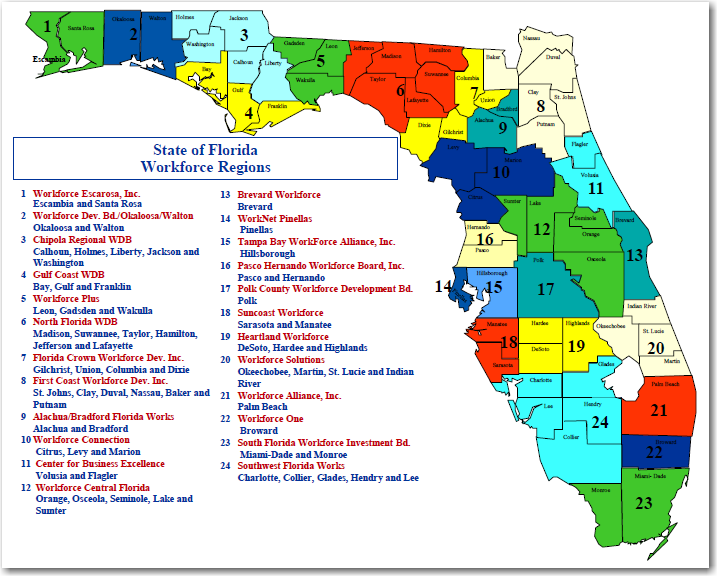 1
Santa Rosa
Escambia
Okaloosa
Walton
2
Holmes
Jackson
Washington
3
Calhoun
Liberty
Bay
Gulf
4
Franklin
Gadsden
Leon
5
Wakulla
Jefferson
Madison
Hamilton
Suwannee
Taylor
6
Lafayette
Columbia
7
Baker
Union
Bradford
Nassau
Duval
Clay
St. Johns
8
Putnam
Alachua
9
Dixie
Gilchrist
Levy
Marion
10
Citrus
Flagler
Volusia
11
State of Florida
Workforce Regions
1 Workforce Escarosa, Inc.
Escambia and Santa Rosa
2 Workforce Dev. Bd./Okaloosa/Walton
Okaloosa and Walton
3 Chipola Regional WDB
Calhoun, Holmes, Liberty, Jackson and
Washington
4 Gulf Coast WDB
Bay, Gulf and Franklin
5 Workforce Plus
Leon, Gadsden and Wakulla
6 North Florida WDB
Madison, Suwannee, Taylor, Hamilton,
Jefferson and Lafayette
7 Florida Crown Workforce Dev. Inc.
Gilchrist, Union, Columbia and Dixie
8 First Coast Workforce Dev. Inc.
St. Johns, Clay, Duval, Nassau, Baker and
Putnam
9 Alachua/Bradford Florida Works
Alachua and Bradford
10 Workforce Connection
Citrus, Levy and Marion
11 Center for Business Excellence
Volusia and Flagler
12 Workforce Central Florida
Orange, Osceola, Seminole, Lake and
Sumter
13 Brevard Workforce
Brevard
14 WorkNet Pinellas
Pinellas
15 Tampa Bay WorkForce Alliance, Inc.
Hillsborough
16 Pasco Hernando Workforce Board, Inc.
Pasco and Hernando
17 Polk County Workforce Development Bd.
Polk
18 Suncoast Workforce
Sarasota and Manatee
19 Heartland Workforce
DeSoto, Hardee and Highlands
20 Workforce Solutions
Okeechobee, Martin, St. Lucie and Indian
River
21 Workforce Alliance, Inc.
Palm Beach
22 Workforce One
Broward
23 South Florida Workforce Investment Bd.
Miami-Dade and Monroe
24 Southwest Florida Works
Charlotte, Collier, Glades, Hendry and Lee
Sumter
Lake
12
Seminole
Orange
Osceola
Brevard
13
Hernando
16
Pasco
14
Hillsborough
15
Polk
17
Indian River
Okeechobee
St. Lucie
20
Martin
Manatee
18
Sarasota
Hardee
Highlands
DeSoto
19
Glades
Charlotte
Lee
Hendry
24
Collier
Palm Beach
21
Broward
22
Miami- Dade
Monroe
23